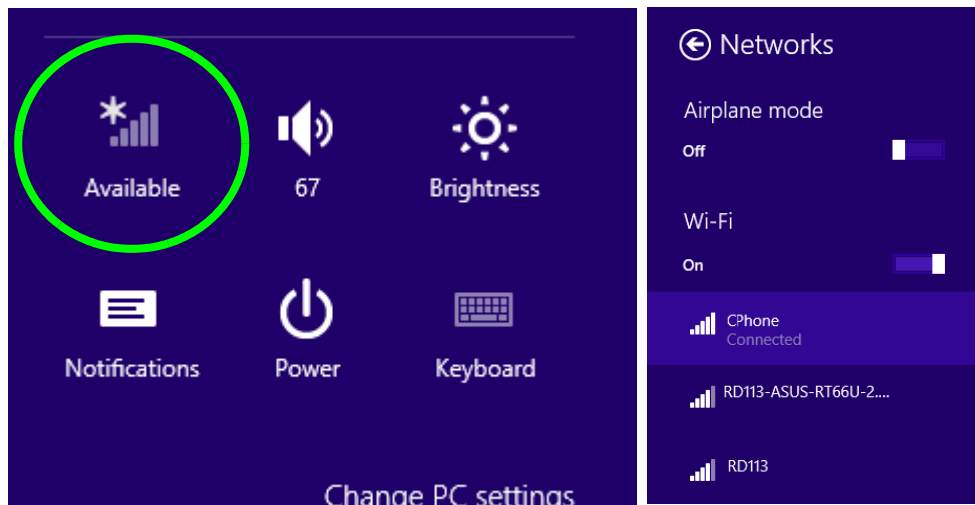 Available
67
Brightness
Notifications
Power
Keyboard
Change PC settings
Networks
Airplane mode
Off
Wi-Fi
On
CPhone
Connected
RD113-ASUS-RT66U-2....
RD113